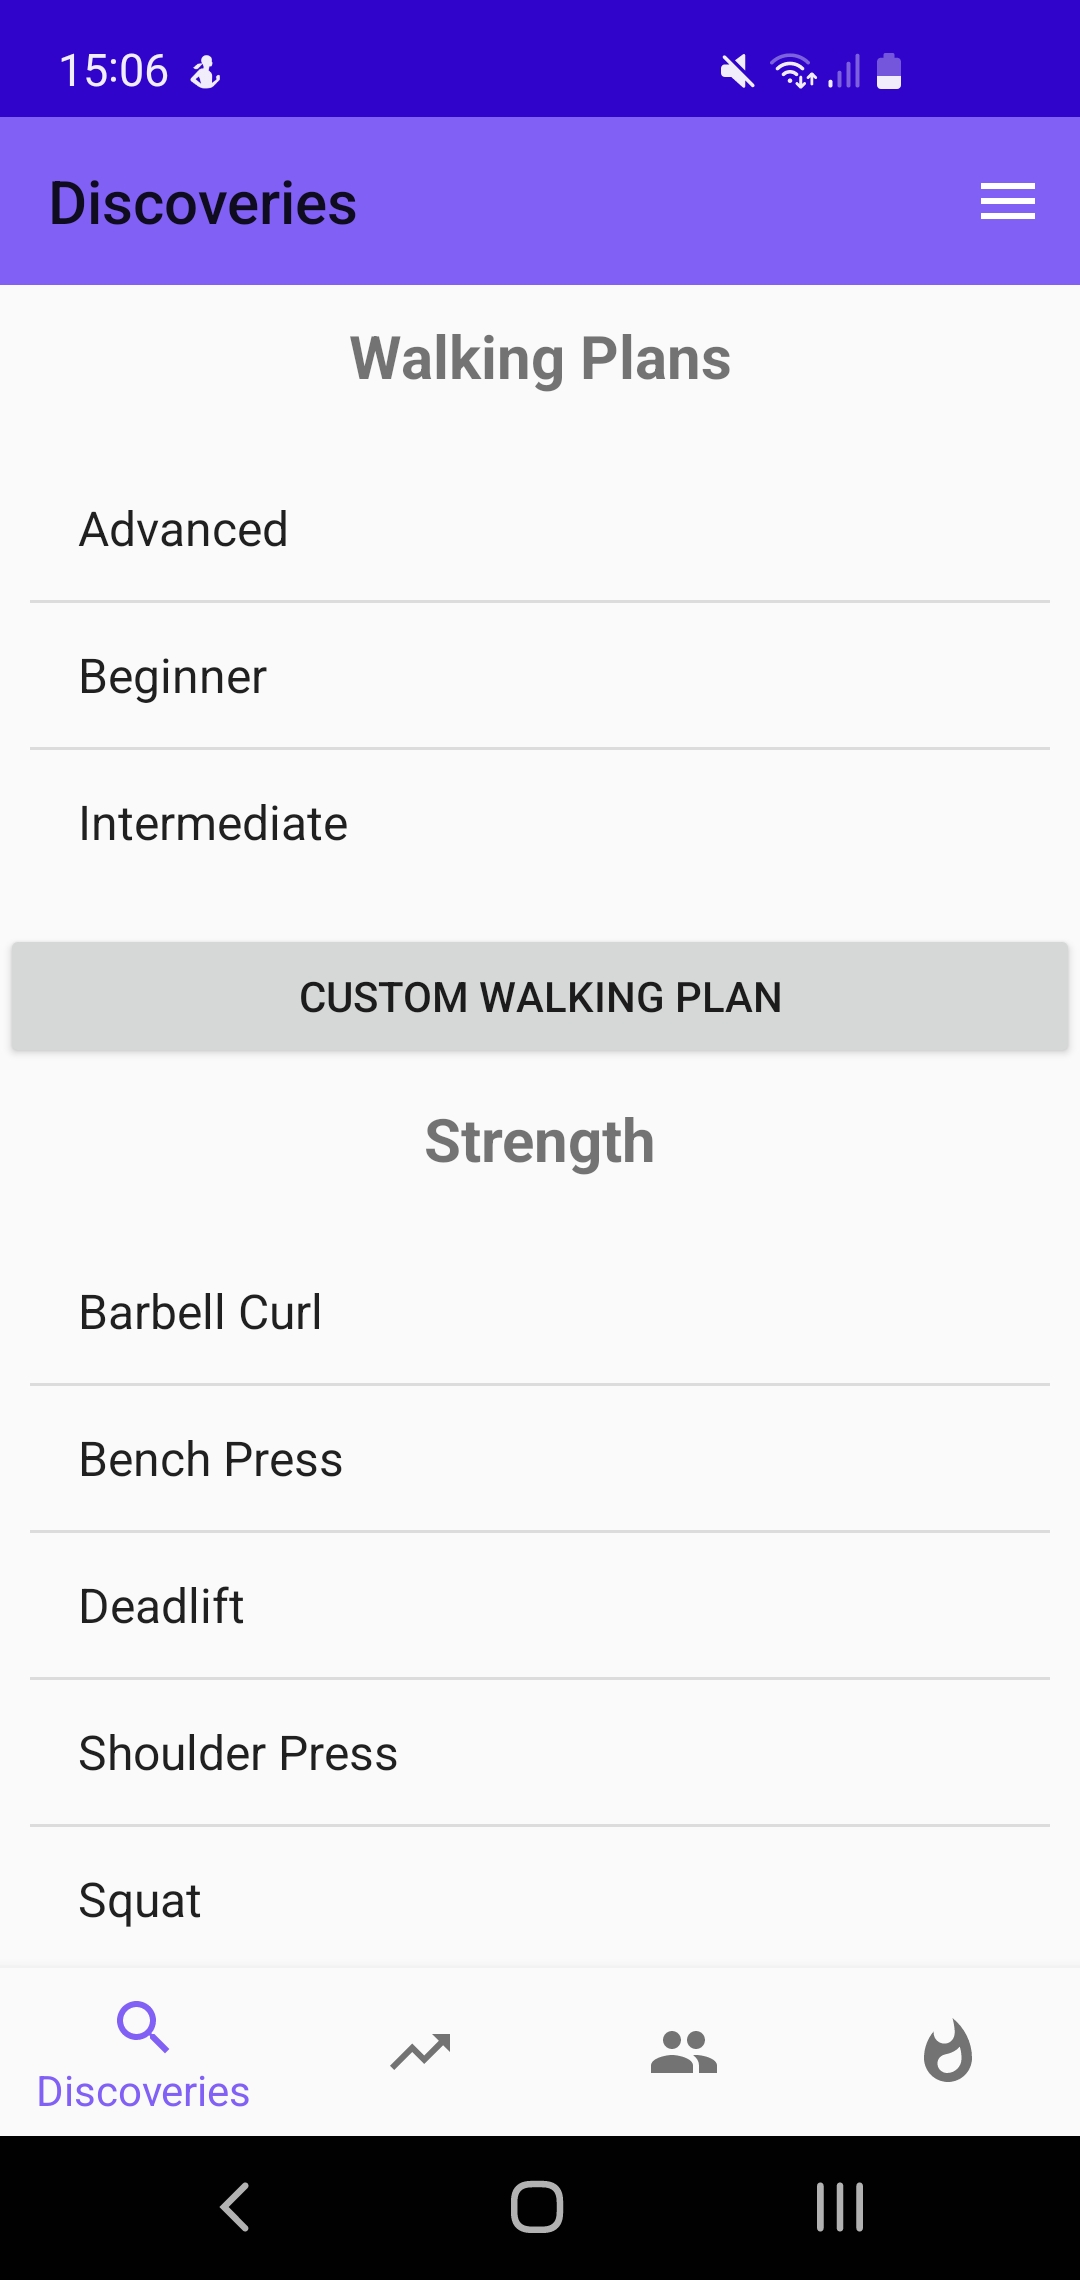 15:06
Discoveries
Walking Plans
Advanced
Beginner
Intermediate
CUSTOM WALKING PLAN
Strength
Barbell Curl
Bench Press
Deadlift
Shoulder Press
Squat
Discoveries